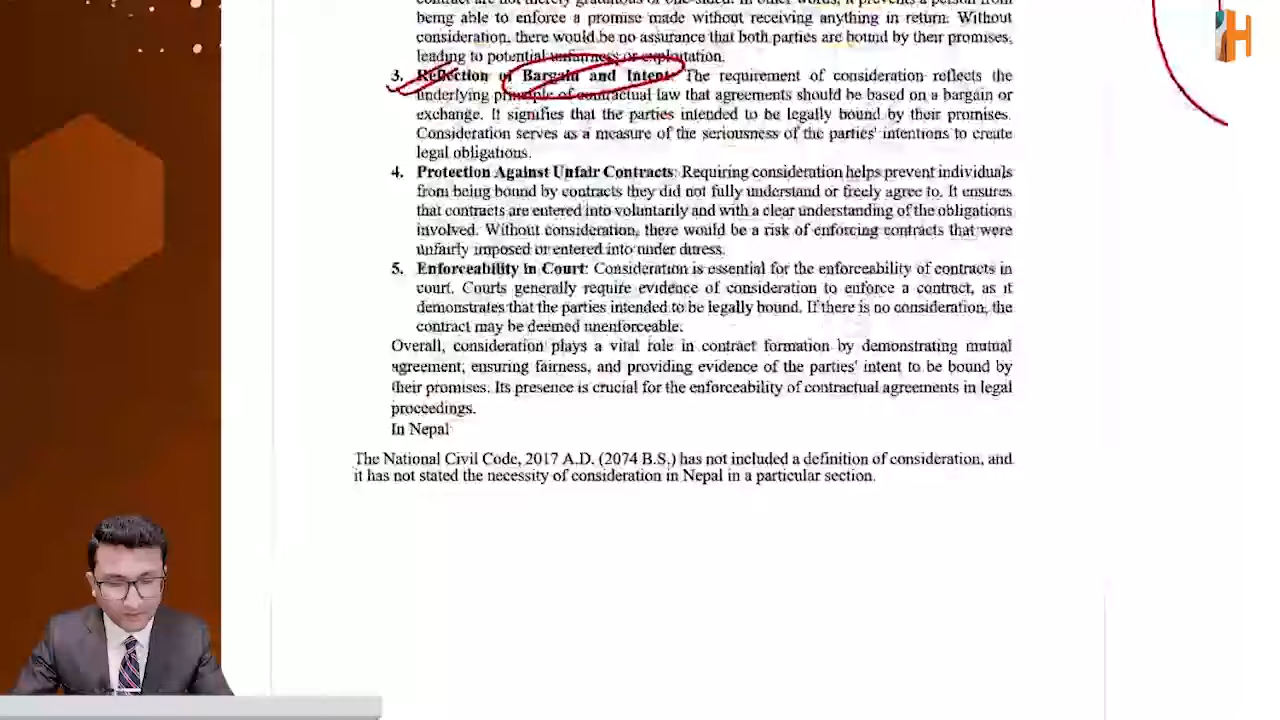 contract are not merely gratuitous or one-sided. In other words, it prevents a person from
being able to enforce a promise made without receiving anything in return. Without
consideration, there would be no assurance that both parties are bound by their promises,
leading to potential unfairness or exploitation.
3. Reflection of Bargain and Intent: The requirement of consideration reflects the
underlying principle of contractual law that agreements should be based on a bargain or
exchange. It signifies that the parties intended to be legally bound by their promises.
Consideration serves as a measure of the seriousness of the parties' intentions to create
legal obligations.
4. Protection Against Unfair Contracts: Requiring consideration helps prevent individuals
from being bound by contracts they did not fully understand or freely agree to. It ensures
that contracts are entered into voluntarily and with a clear understanding of the obligations
involved. Without consideration, there would be a risk of enforcing contracts that were
unfairly imposed or entered into under duress.
5. Enforceability in Court: Consideration is essential for the enforceability of contracts in
court. Courts generally require evidence of consideration to enforce a contract, as it
demonstrates that the parties intended to be legally bound. If there is no consideration, the
contract may be deemed unenforceable.
Overall, consideration plays a vital role in contract formation by demonstrating mutual
agreement, ensuring fairness, and providing evidence of the parties' intent to be bound by
their promises. Its presence is crucial for the enforceability of contractual agreements in legal
proceedings.
In Nepal
The National Civil Code, 2017 A.D. (2074 B.S.) has not included a definition of consideration, and
it has not stated the necessity of consideration in Nepal in a particular section.